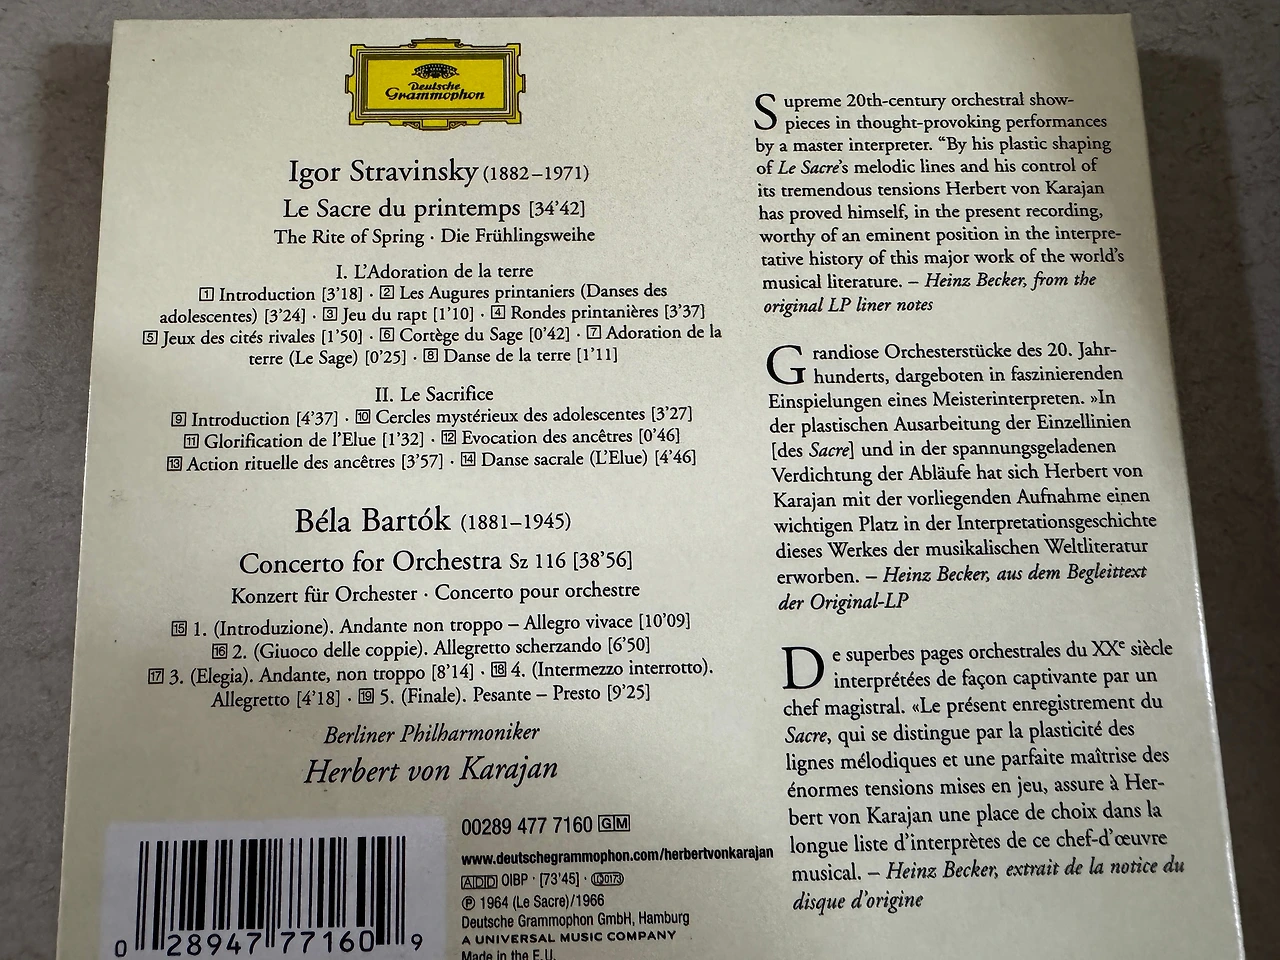 Deutsche
Grammophon
Igor Stravinsky (1882–1971)
Le Sacre du printemps [34'42]
The Rite of Spring · Die Frühlingsweihe
I. L'Adoration de la terre
1 Introduction [3'18] · 2 Les Augures printaniers (Danses des
adolescentes) [3'24] · 3 Jeu du rapt [1'10] · 4 Rondes printanières [3'37]
5 Jeux des cités rivales [1'50] · 6 Cortège du Sage [0'42] · 7 Adoration de la
terre (Le Sage) [0'25] · 8 Danse de la terre [1'11]
II. Le Sacrifice
9 Introduction [4'37] · 10 Cercles mystérieux des adolescentes [3'27]
11 Glorification de l'Elue [1'32] · 12 Evocation des ancêtres [0'46]
13 Action rituelle des ancêtres [3'57] · 14 Danse sacrale (L'Elue) [4'46]
Béla Bartók (1881–1945)
Concerto for Orchestra Sz 116 [38'56]
Konzert für Orchester · Concerto pour orchestre
15 1. (Introduzione). Andante non troppo – Allegro vivace [10'09]
16 2. (Giuoco delle coppie). Allegretto scherzando [6'50]
17 3. (Elegia). Andante, non troppo [8'14] · 18 4. (Intermezzo interrotto).
Allegretto [4'18] · 19 5. (Finale). Pesante – Presto [9'25]
Berliner Philharmoniker
Herbert von Karajan
00289 477 7160 GM
www.deutschegrammophon.com/herbertvonkarajan
ADD OIBP · [73'45] · LC 0173
℗ 1964 (Le Sacre)/1966
Deutsche Grammophon GmbH, Hamburg
A UNIVERSAL MUSIC COMPANY
Made in the E.U.
0 28947 77160 9
Supreme 20th-century orchestral show-
pieces in thought-provoking performances
by a master interpreter. “By his plastic shaping
of Le Sacre's melodic lines and his control of
its tremendous tensions Herbert von Karajan
has proved himself, in the present recording,
worthy of an eminent position in the interpre-
tative history of this major work of the world's
musical literature. – Heinz Becker, from the
original LP liner notes
Grandiose Orchesterstücke des 20. Jahr-
hunderts, dargeboten in faszinierenden
Einspielungen eines Meisterinterpreten. »In
der plastischen Ausarbeitung der Einzellinien
[des Sacre] und in der spannungsgeladenen
Verdichtung der Abläufe hat sich Herbert von
Karajan mit der vorliegenden Aufnahme einen
wichtigen Platz in der Interpretationsgeschichte
dieses Werkes der musikalischen Weltliteratur
erworben. – Heinz Becker, aus dem Begleittext
der Original-LP
De superbes pages orchestrales du XXe siècle
interprétées de façon captivante par un
chef magistral. «Le présent enregistrement du
Sacre, qui se distingue par la plasticité des
lignes mélodiques et une parfaite maîtrise des
énormes tensions mises en jeu, assure à Her-
bert von Karajan une place de choix dans la
longue liste d'interprètes de ce chef-d'œuvre
musical. – Heinz Becker, extrait de la notice du
disque d'origine